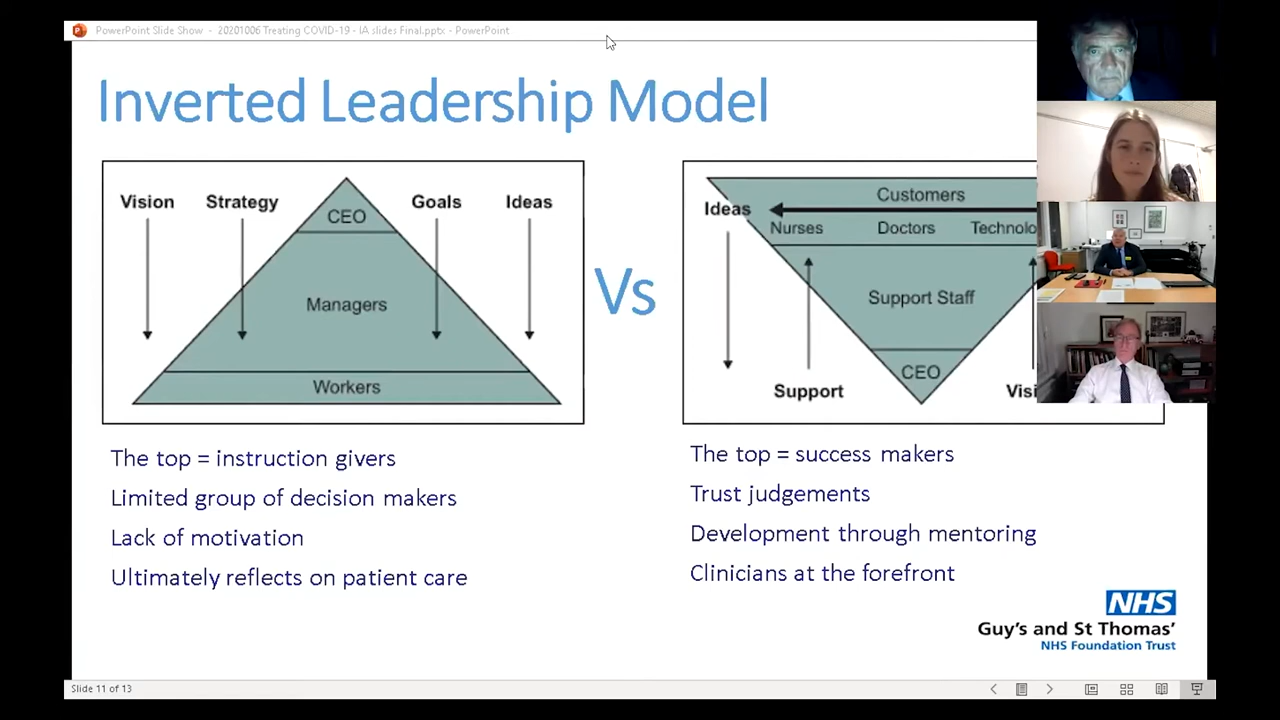 PowerPoint Slide Show - 20201006 Treating COVID-19 - IA slides Final.pptx - PowerPoint
Inverted Leadership Model
Vision
Strategy
CEO
Goals
Ideas
Managers
Workers
Vs
Customers
Ideas
Nurses
Doctors
Support Staff
CEO
Support
The top = instruction givers
Limited group of decision makers
Lack of motivation
Ultimately reflects on patient care
The top = success makers
Trust judgements
Development through mentoring
Clinicians at the forefront
NHS
Guy's and St Thomas'
NHS Foundation Trust
Slide 11 of 13